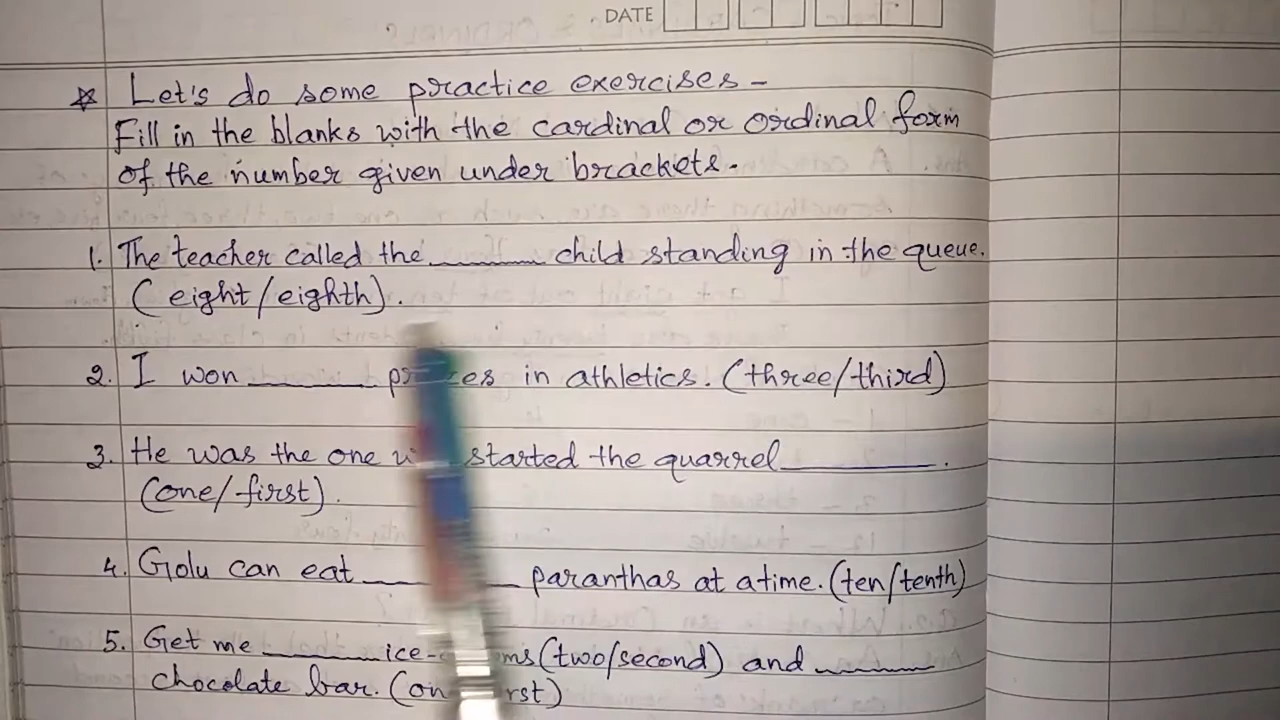 DATE
☆ Let's do some practice exercises -
Fill in the blanks with the cardinal or ordinal form
of the number given under brackets.
1. The teacher called the ______ child standing in the queue.
(eight/eighth).
2. I won ______ in athletics. (three/third)
3. He was the one started the quarrel ______.
(one/first).
4. Golu can eat ______ paranthas at a time. (ten/tenth)
5. Get me ______ (two/second) and ______
chocolate bar.